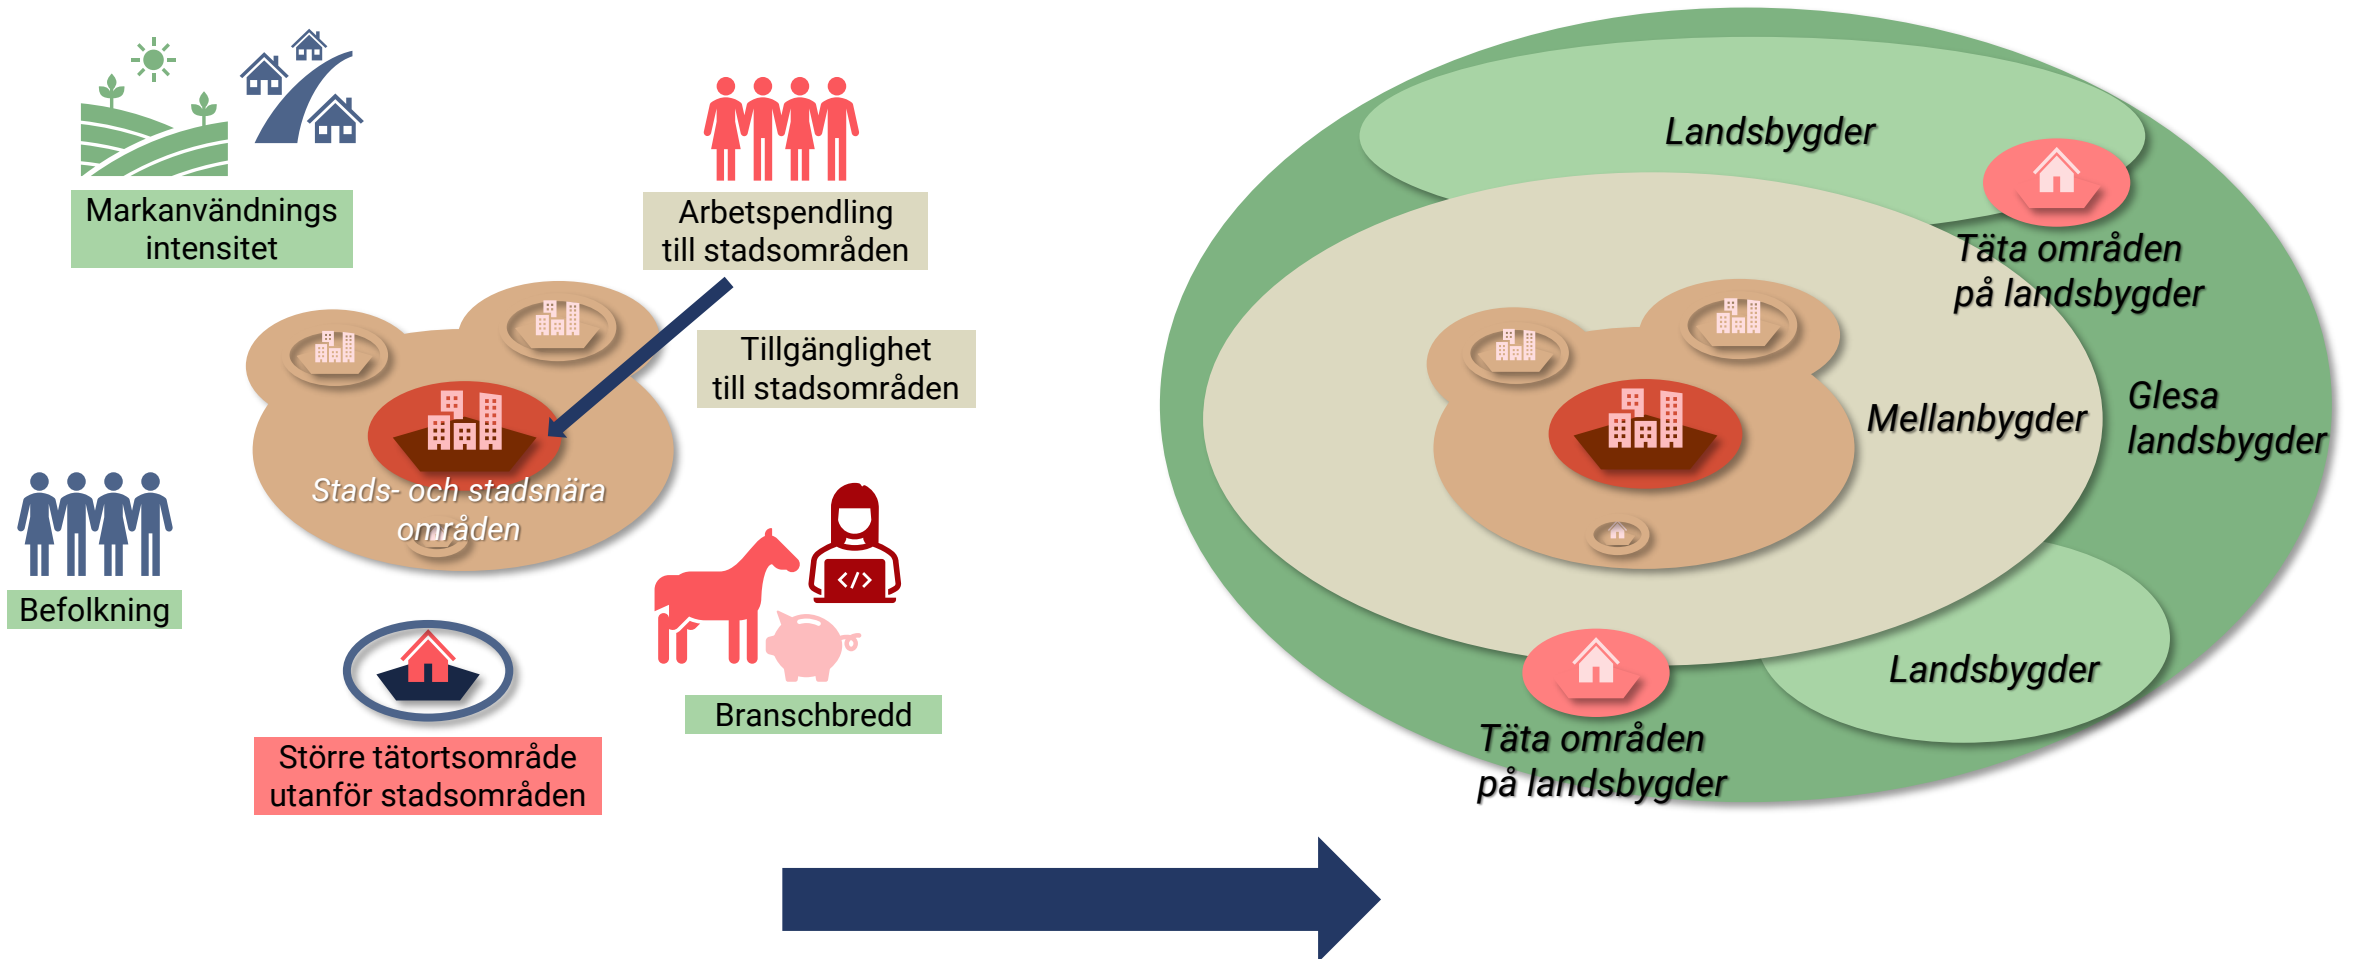 Markanvändnings
intensitet
Arbetspendling
till stadsområden
Tillgänglighet
till stadsområden
Stads- och stadsnära
områden
Befolkning
Branschbredd
Större tätortsområde
utanför stadsområden
Landsbygder
Täta områden
på landsbygder
Mellanbygder
Glesa
landsbygder
Landsbygder
Täta områden
på landsbygder